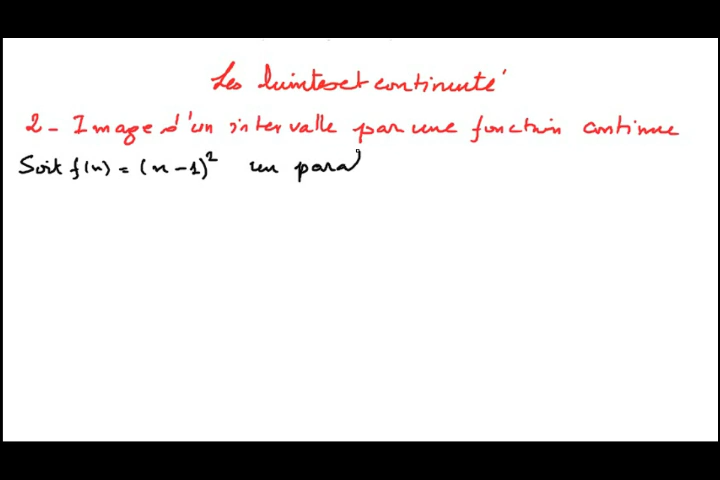 Les limites et continuité
2- Image d'un intervalle par une fonction continue
Soit f(x) = (x-1)² un para